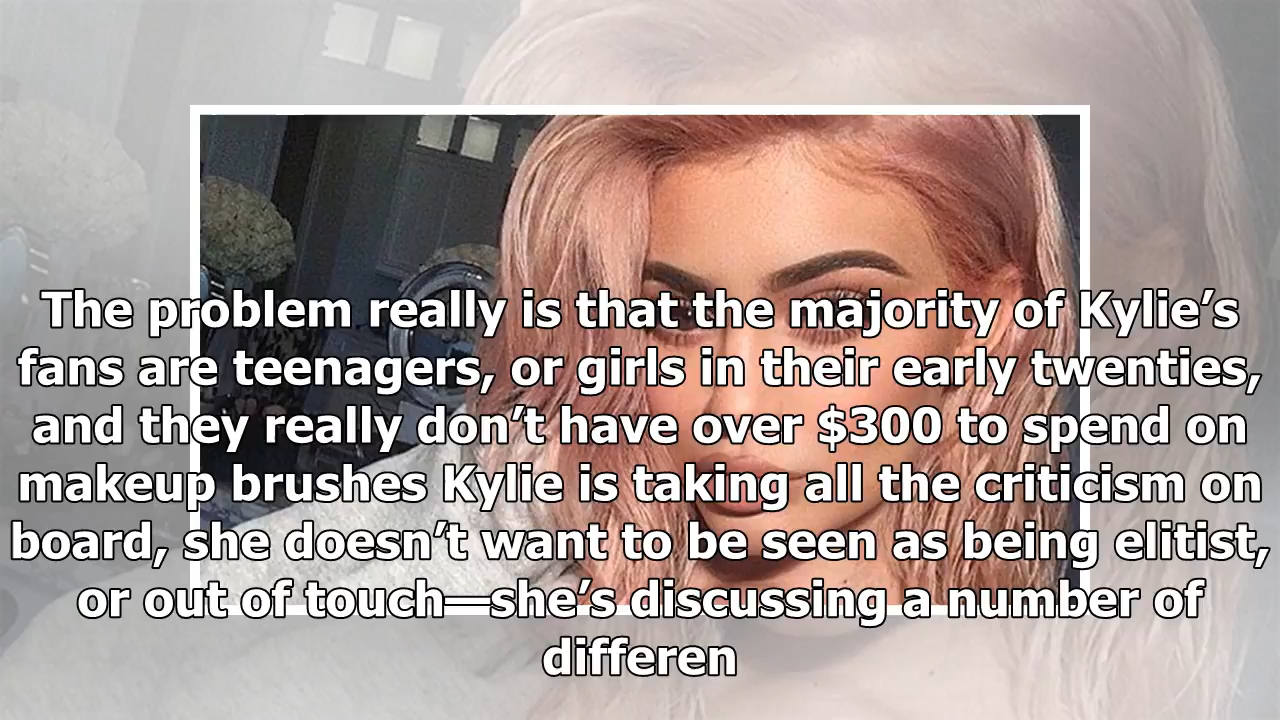 The problem really is that the majority of Kylie’s
fans are teenagers, or girls in their early twenties,
and they really don’t have over $300 to spend on
makeup brushes Kylie is taking all the criticism on
board, she doesn’t want to be seen as being elitist,
or out of touch—she’s discussing a number of
differen